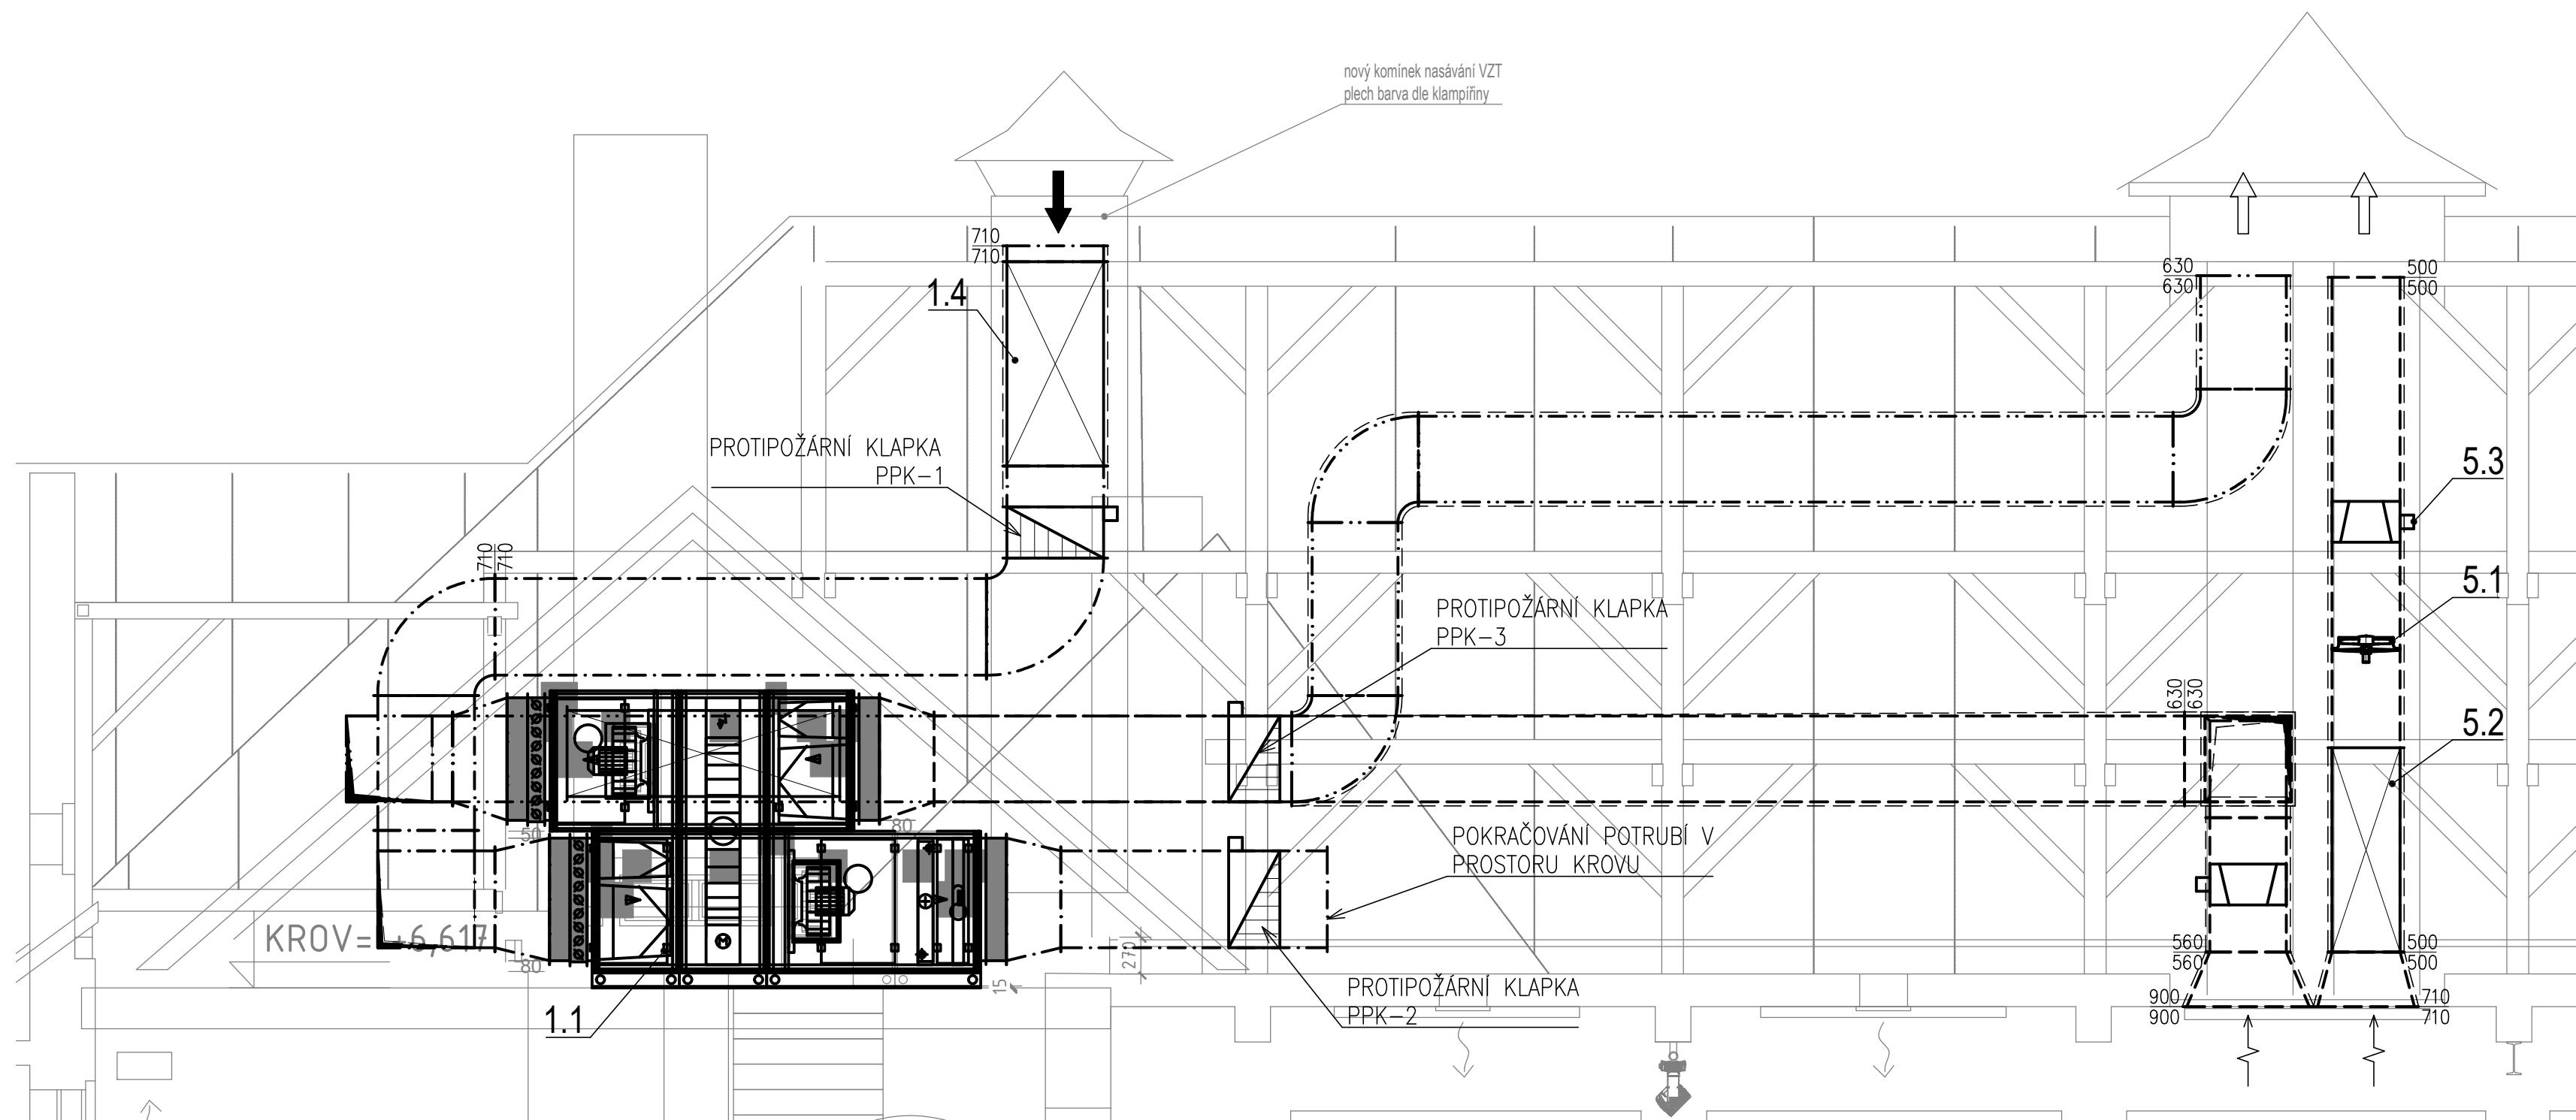 nový komínek nasávání VZT
plech barva dle klampířiny
710
710
1.4
630
630
500
500
PROTIPOŽÁRNÍ KLAPKA
PPK-1
5.3
710
710
5.1
PROTIPOŽÁRNÍ KLAPKA
PPK-3
630
630
5.2
50
80
POKRAČOVÁNÍ POTRUBÍ V
PROSTORU KROVU
KROV= +6,617
80
270
560
560
500
500
15
PROTIPOŽÁRNÍ KLAPKA
PPK-2
900
900
710
710
1.1
M